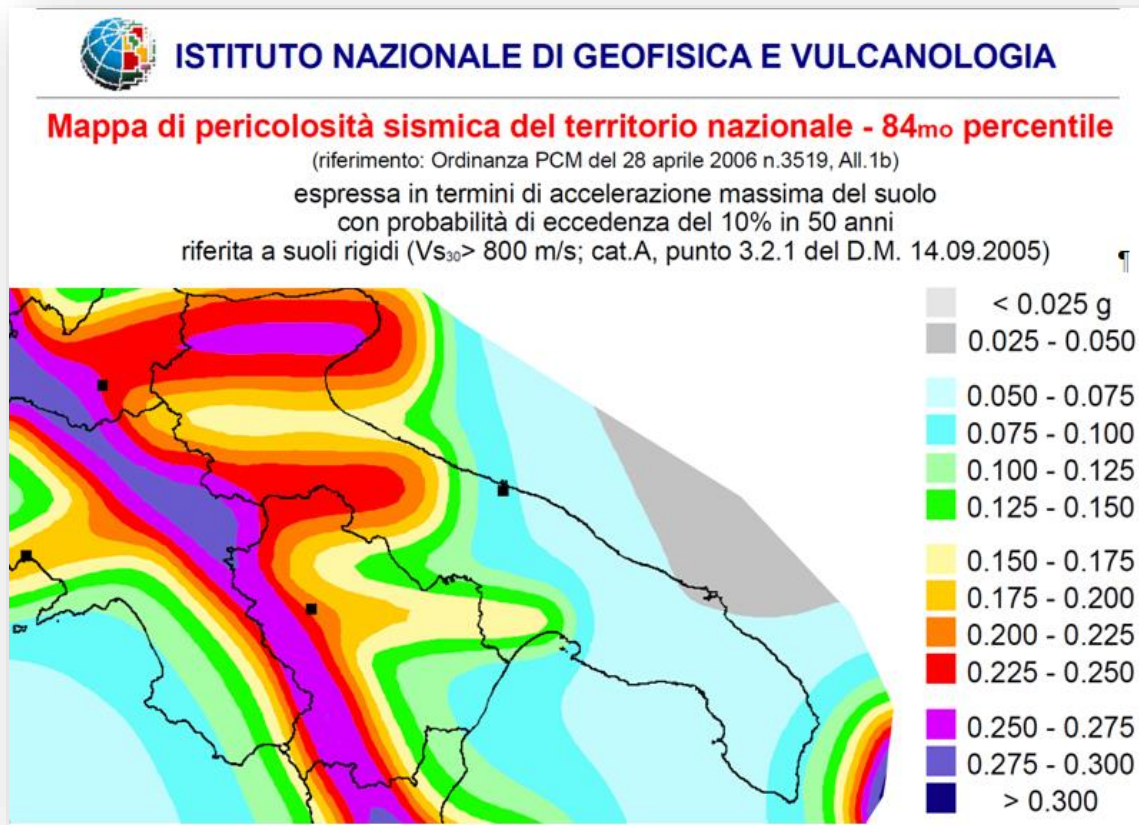 ISTITUTO NAZIONALE DI GEOFISICA E VULCANOLOGIA
Mappa di pericolosità sismica del territorio nazionale - 84mo percentile
(riferimento: Ordinanza PCM del 28 aprile 2006 n.3519, All.1b)
espressa in termini di accelerazione massima del suolo
con probabilità di eccedenza del 10% in 50 anni
riferita a suoli rigidi (Vs30> 800 m/s; cat.A, punto 3.2.1 del D.M. 14.09.2005)
¶
< 0.025 g
0.025 - 0.050
0.050 - 0.075
0.075 - 0.100
0.100 - 0.125
0.125 - 0.150
0.150 - 0.175
0.175 - 0.200
0.200 - 0.225
0.225 - 0.250
0.250 - 0.275
0.275 - 0.300
> 0.300